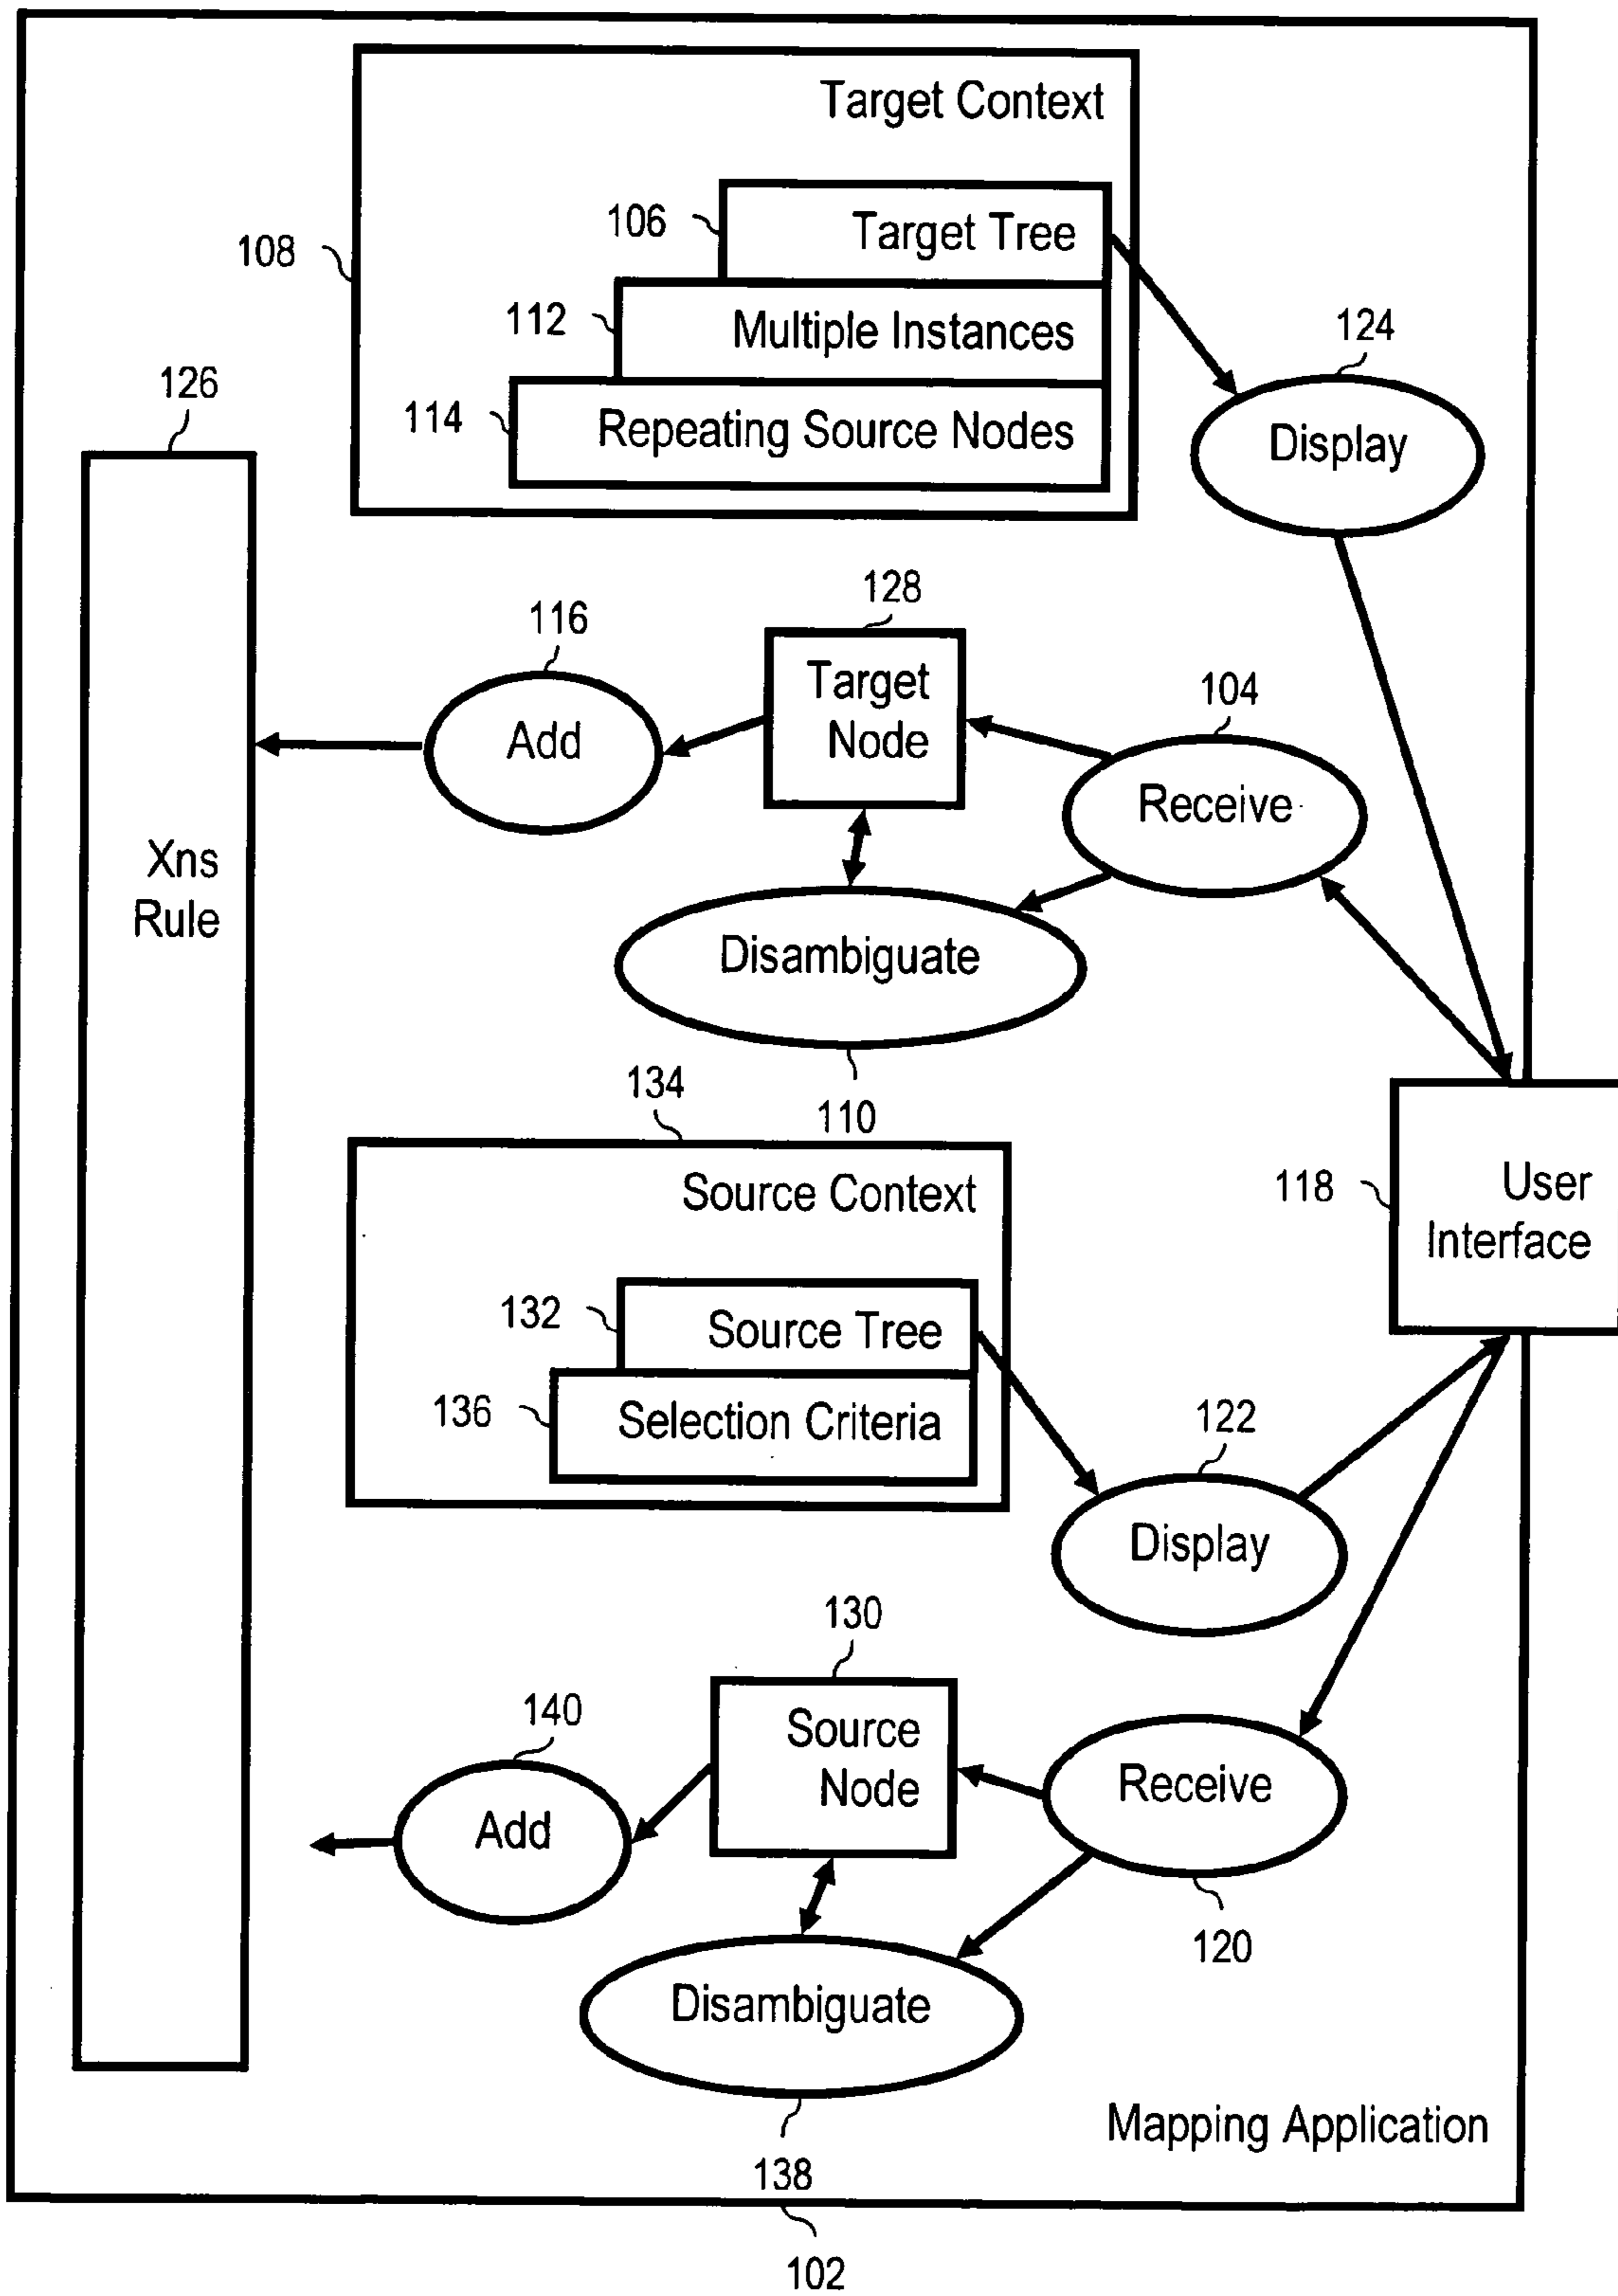 Target Context
106
Target Tree
108
112
Multiple Instances
124
126
114
Repeating Source Nodes
Display
128
116
Target
Node
104
Add
Receive
Xns
Rule
Disambiguate
134
110
Source Context
118
User
Interface
132
Source Tree
136
Selection Criteria
122
Display
130
140
Source
Node
Receive
Add
120
Disambiguate
Mapping Application
138
102